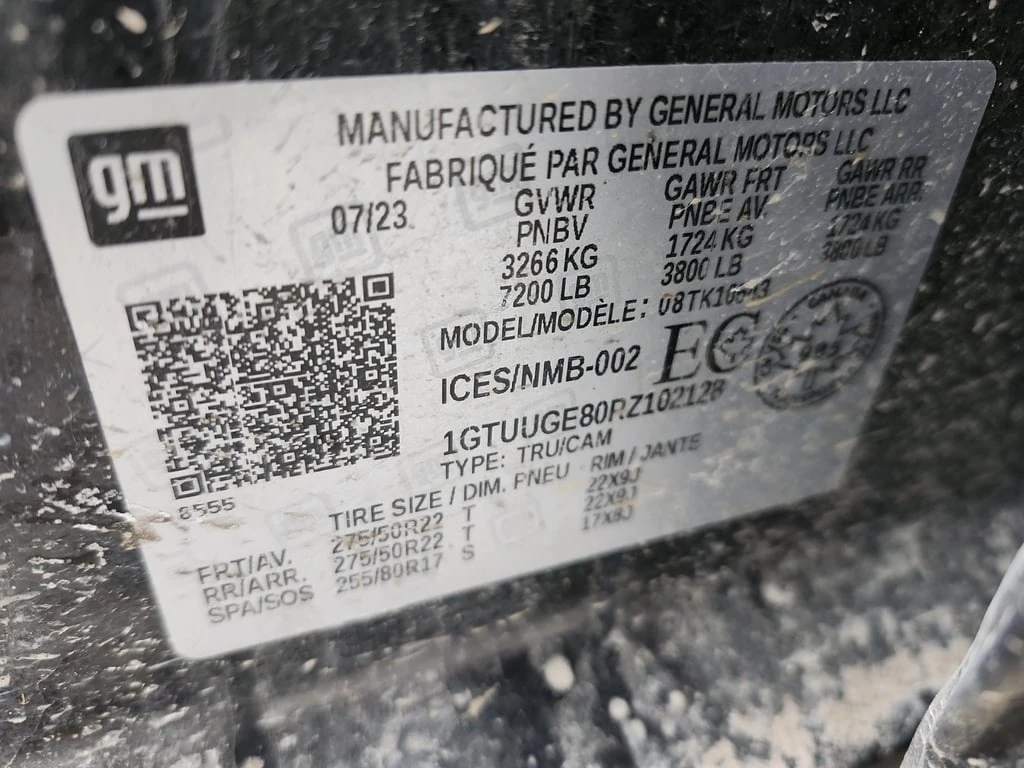 gm
MANUFACTURED BY GENERAL MOTORS LLC
FABRIQUÉ PAR GENERAL MOTORS LLC
07/23 GVWR GAWR FRT GAWR RR
PNBV PNBE AV. PNBE ARR.
3266 KG 1724 KG 1724 KG
7200 LB 3800 LB 3800 LB
MODEL/MODÈLE:
ICES/NMB-002 EC
1GTUUGE80RZ102128
TYPE: TRU/CAM
8555
TIRE SIZE / DIM. PNEU RIM / JANTE
FRT/AV. 275/50R22 T 22X9J
RR/ARR. 275/50R22 T 22X9J
SPA/SOS 255/80R17 S 17X8J